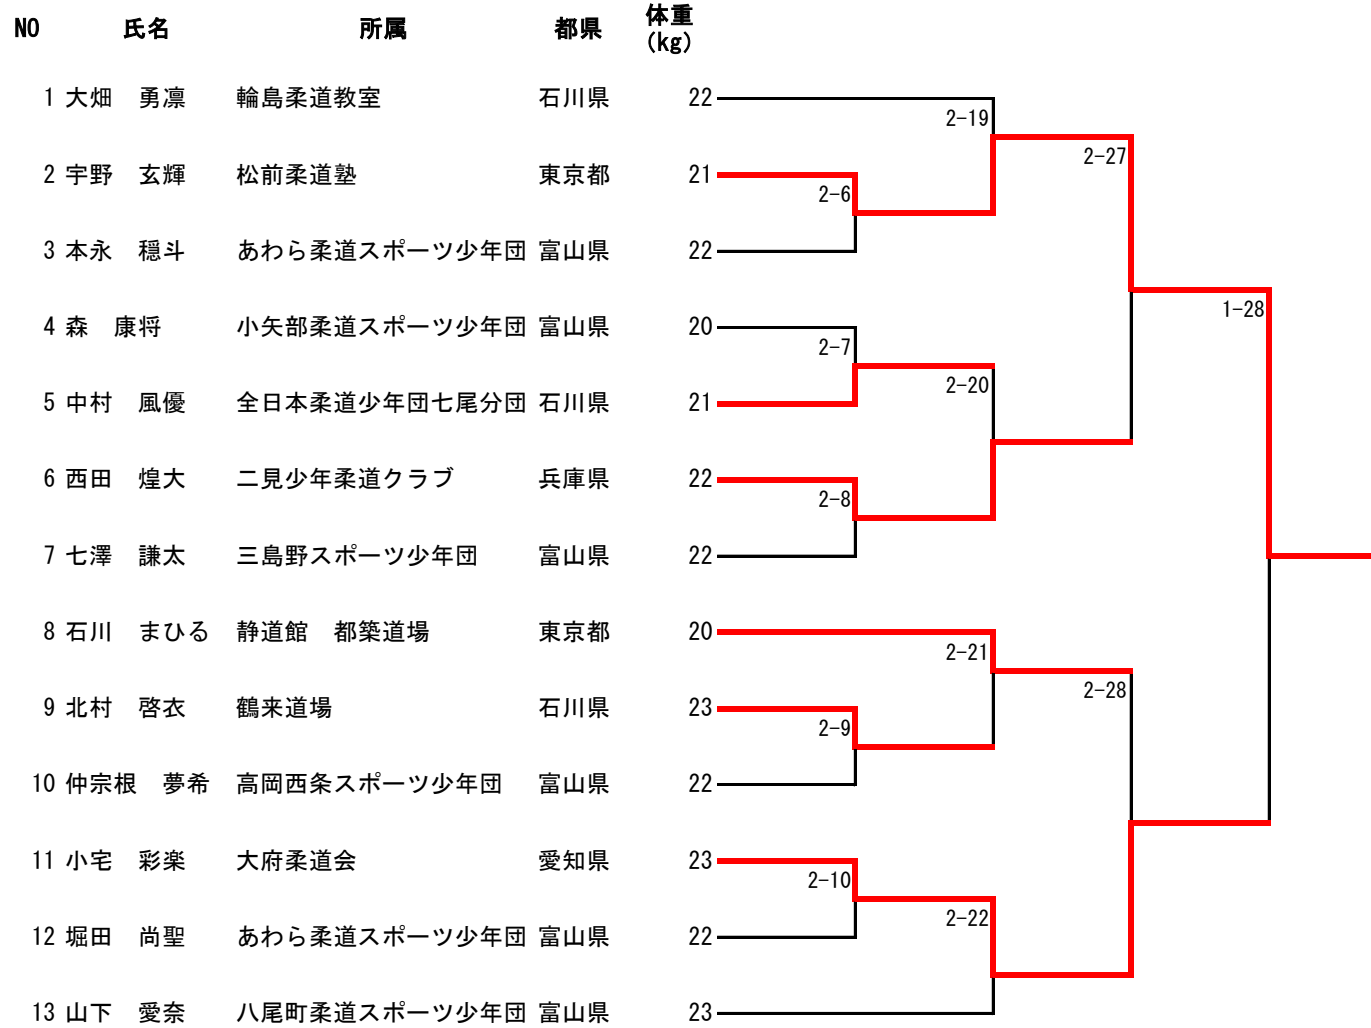 NO 氏名 所属 都県 体重(kg)
1 大畑 勇凛 輪島柔道教室 石川県 22
2-19
2 宇野 玄輝 松前柔道塾 東京都 21
2-27
2-6
3 本永 穏斗 あわら柔道スポーツ少年団 富山県 22
1-28
4 森 康将 小矢部柔道スポーツ少年団 富山県 20
2-7
2-20
5 中村 風優 全日本柔道少年団七尾分団 石川県 21
6 西田 煌大 二見少年柔道クラブ 兵庫県 22
2-8
7 七澤 謙太 三島野スポーツ少年団 富山県 22
8 石川 まひる 静道館 都築道場 東京都 20
2-21
2-28
9 北村 啓衣 鶴来道場 石川県 23
2-9
10 仲宗根 夢希 高岡西条スポーツ少年団 富山県 22
11 小宅 彩楽 大府柔道会 愛知県 23
2-10
2-22
12 堀田 尚聖 あわら柔道スポーツ少年団 富山県 22
13 山下 愛奈 八尾町柔道スポーツ少年団 富山県 23